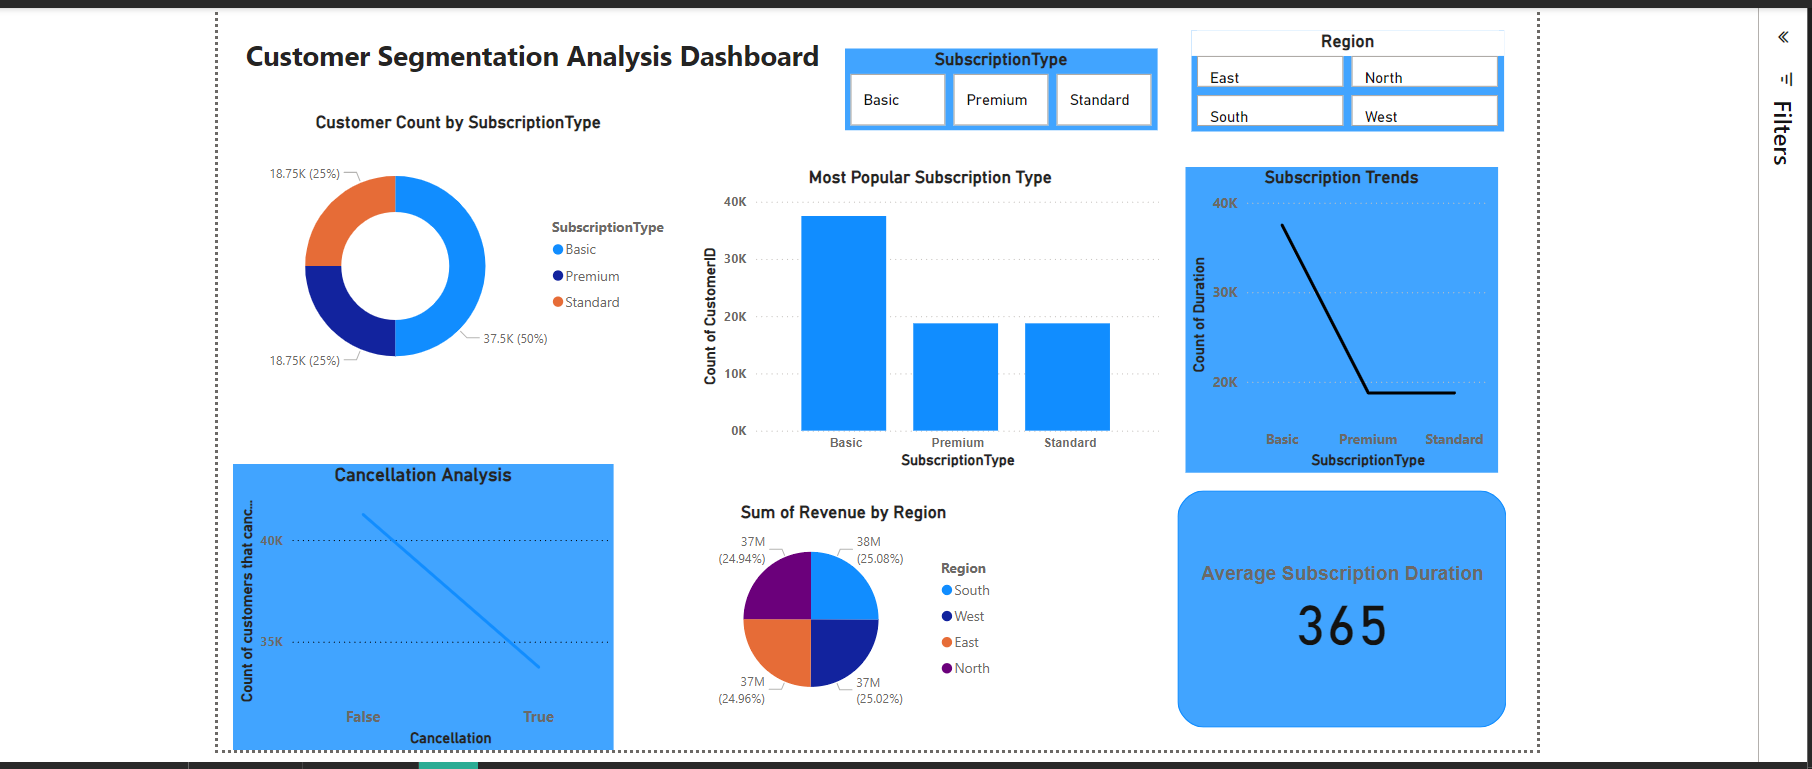 Customer Segmentation Analysis Dashboard
SubscriptionType
Basic
Premium
Standard
Region
East
North
South
West
«
Filters
Customer Count by SubscriptionType
18.75K (25%)
18.75K (25%)
37.5K (50%)
SubscriptionType
Basic
Premium
Standard
Most Popular Subscription Type
Count of CustomerID
40K
30K
20K
10K
0K
Basic
Premium
Standard
SubscriptionType
Subscription Trends
Count of Duration
40K
30K
20K
Basic
Premium
Standard
SubscriptionType
Cancellation Analysis
Count of customers that canc...
40K
35K
False
True
Cancellation
Sum of Revenue by Region
37M
(24.94%)
38M
(25.08%)
37M
(24.96%)
37M
(25.02%)
Region
South
West
East
North
Average Subscription Duration
365